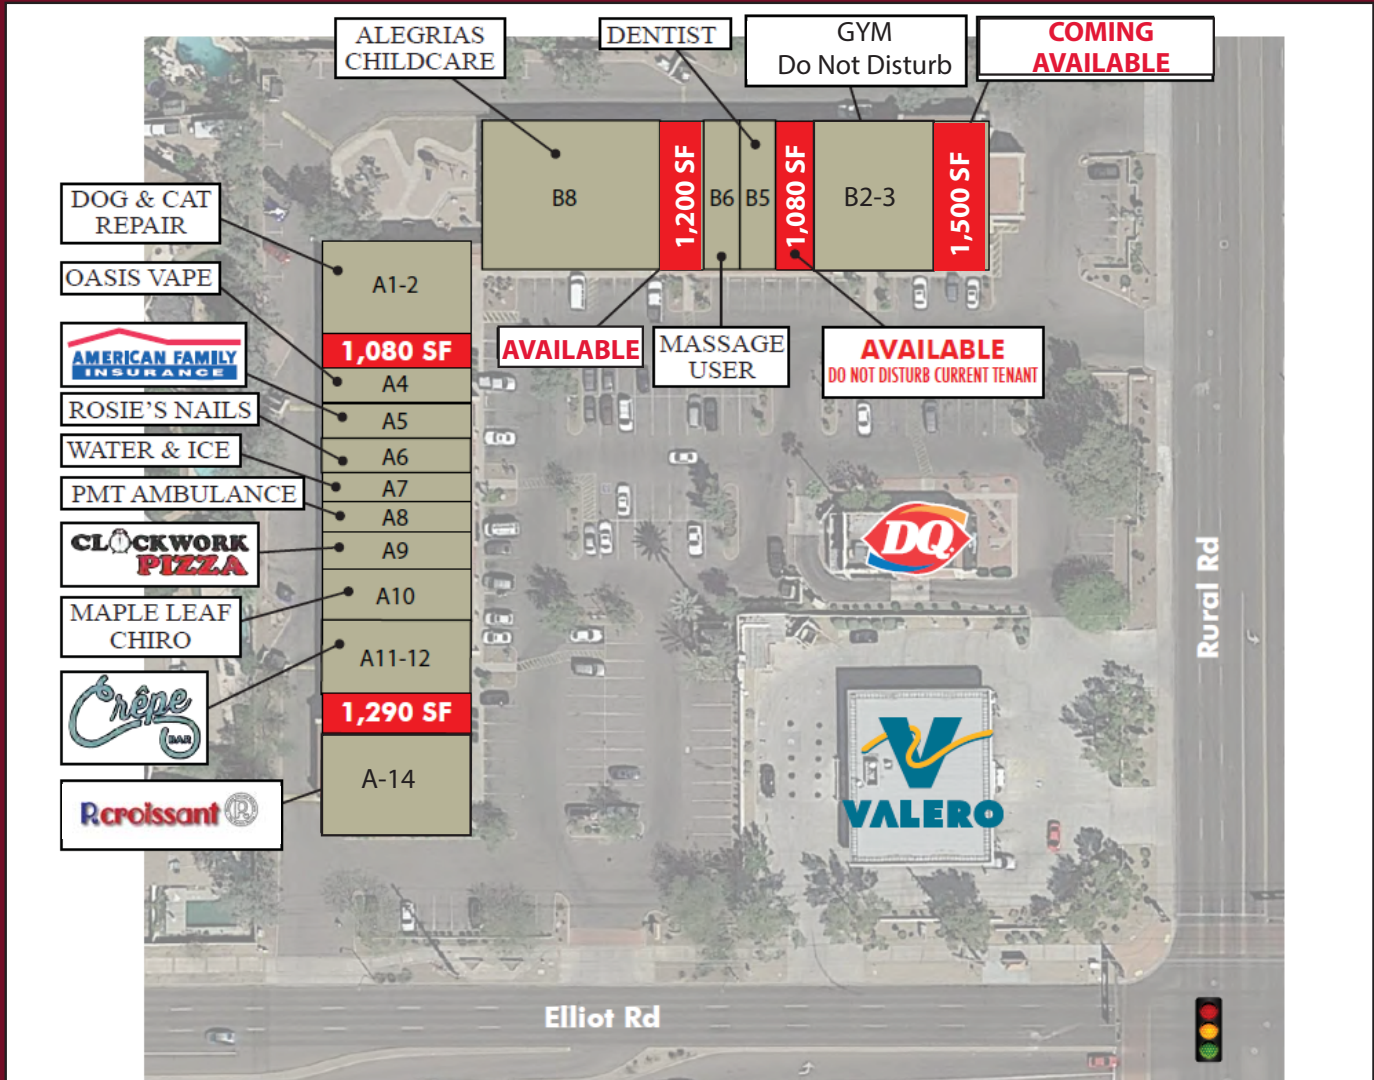 ALEGRIAS
CHILDCARE
DENTIST
GYM
Do Not Disturb
COMING
AVAILABLE
B8
1,200 SF
B6
B5
1,080 SF
B2-3
1,500 SF
AVAILABLE
MASSAGE
USER
AVAILABLE
DO NOT DISTURB CURRENT TENANT
DOG & CAT
REPAIR
OASIS VAPE
AMERICAN FAMILY
INSURANCE
ROSIE'S NAILS
WATER & ICE
PMT AMBULANCE
CLOCKWORK
PIZZA
MAPLE LEAF
CHIRO
Crêpe
BAR
Rcroissant
R
A1-2
1,080 SF
A4
A5
A6
A7
A8
A9
A10
A11-12
1,290 SF
A-14
DQ
VALERO
Rural Rd
Elliot Rd